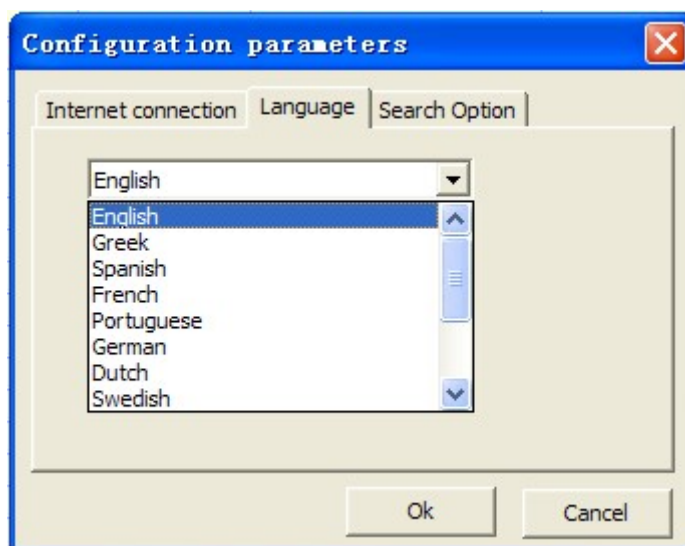 Configuration parameters
Internet connection Language Search Option
English
English
Greek
Spanish
French
Portuguese
German
Dutch
Swedish
Ok Cancel